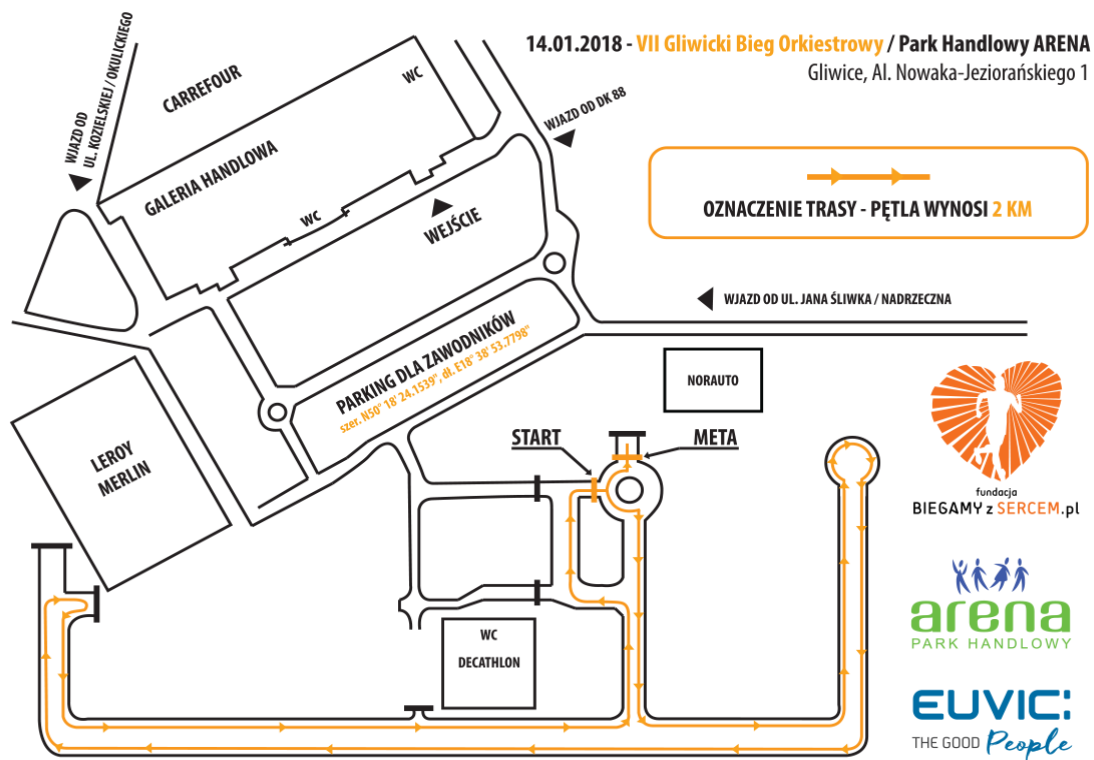 14.01.2018 - VII Gliwicki Bieg Orkiestrowy / Park Handlowy ARENA
Gliwice, Al. Nowaka-Jeziorańskiego 1
WJAZD OD
UL. KOZIELSKIEJ / OKULICKIEGO
CARREFOUR
WC
WJAZD OD DK 88
GALERIA HANDLOWA
WC
WEJŚCIE
OZNACZENIE TRASY - PĘTLA WYNOSI 2 KM
WJAZD OD UL. JANA ŚLIWKA / NADRZECZNA
PARKING DLA ZAWODNIKÓW
szer. N50° 18' 24.1539", dł. E18° 38' 53.7798"
NORAUTO
LEROY
MERLIN
START
META
fundacja
BIEGAMY z SERCEM.pl
WC
DECATHLON
arena
PARK HANDLOWY
EUVIC:
THE GOOD People